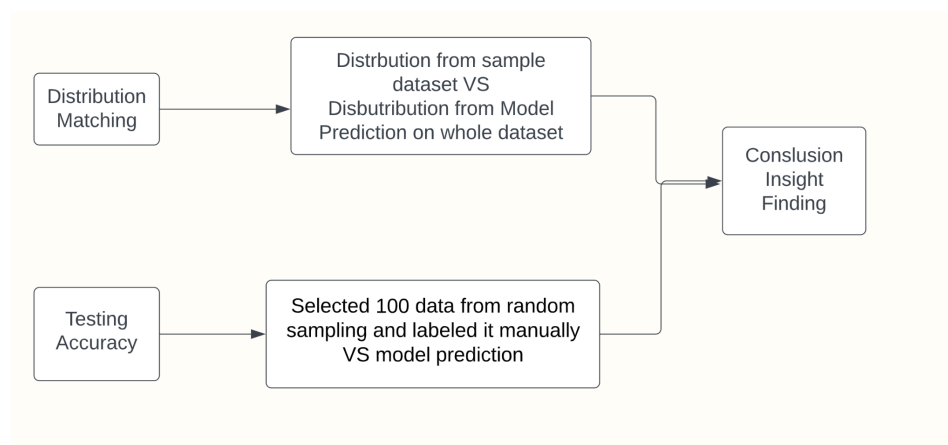 Distribution
Matching
Distrbution from sample
dataset VS
Disbutribution from Model
Prediction on whole dataset
Conslusion
Insight
Finding
Testing
Accuracy
Selected 100 data from random
sampling and labeled it manually
VS model prediction